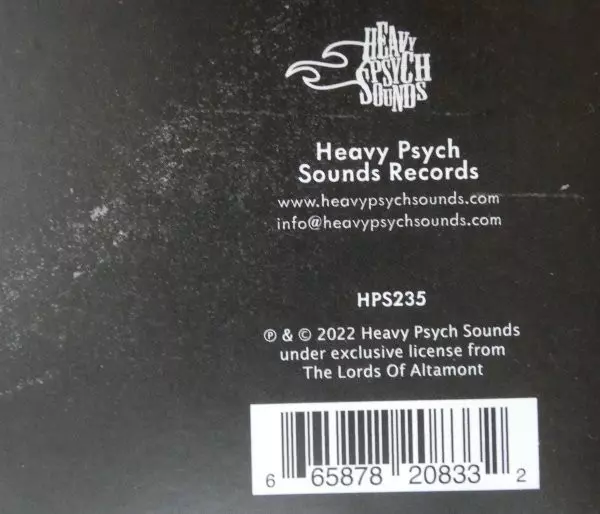 HEAVY
PSYCH
SOUNDS
Heavy Psych
Sounds Records
www.heavypsychsounds.com
info@heavypsychsounds.com
HPS235
℗ & © 2022 Heavy Psych Sounds
under exclusive license from
The Lords Of Altamont
6 65878 20833 2